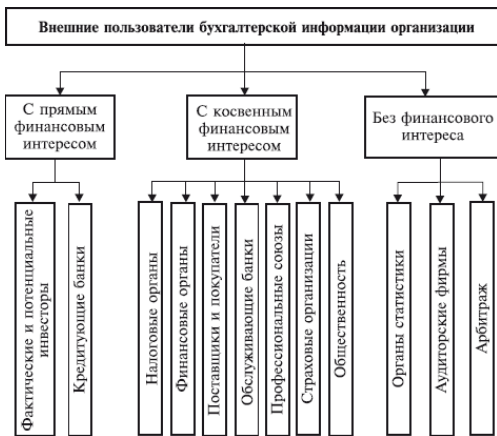 Внешние пользователи бухгалтерской информации организации
С прямым
финансовым
интересом
С косвенным
финансовым
интересом
Без финансового
интереса
Фактические и потенциальные
инвесторы
Кредитующие банки
Налоговые органы
Финансовые органы
Поставщики и покупатели
Обслуживающие банки
Профессиональные союзы
Страховые организации
Общественность
Органы статистики
Аудиторские фирмы
Арбитраж